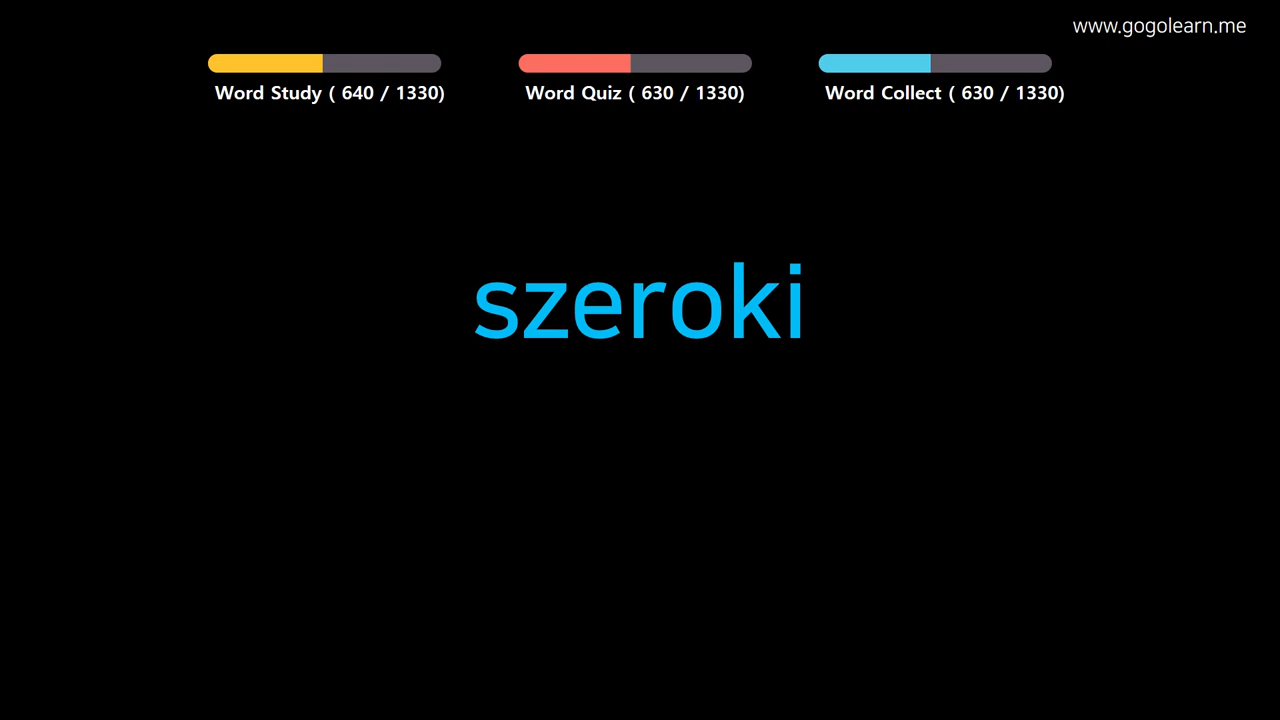 www.gogolearn.me
Word Study ( 640 / 1330)
Word Quiz ( 630 / 1330)
Word Collect ( 630 / 1330)
szeroki